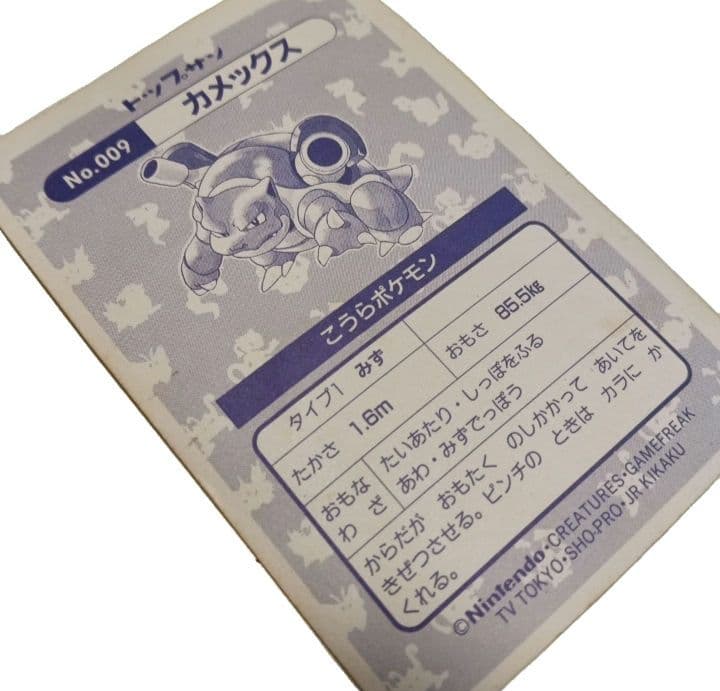 トップサン
No.009 カメックス
こうらポケモン
タイプ1 みず
たかさ 1.6m おもさ 85.5kg
おもな たいあたり・しっぽをふる
わざ あわ・みずでっぽう
からだが おもたく のしかかって あいてを
きぜつさせる。ピンチの ときは カラに か
くれる。
©Nintendo・CREATURES・GAMEFREAK
TV TOKYO・SHO-PRO・JR KIKAKU